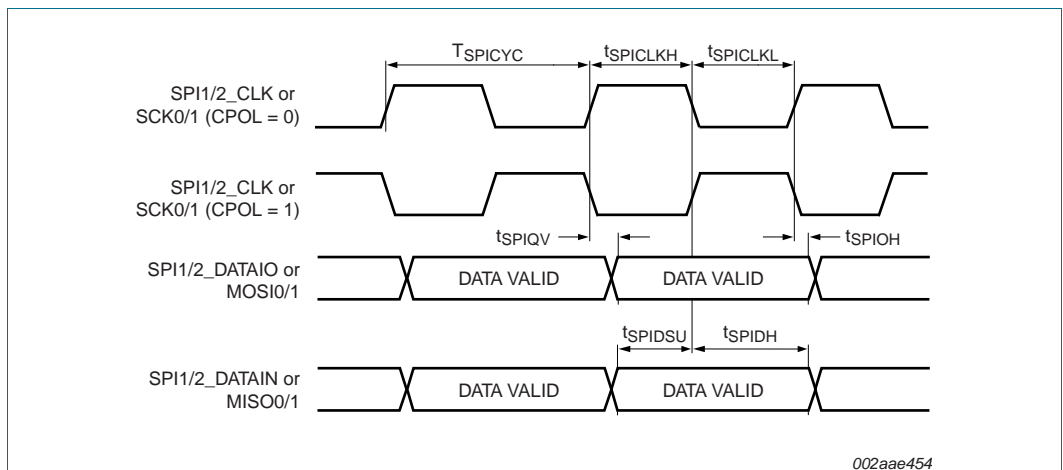 TSPICYC tSPICLKH tSPICLKL
SPI1/2_CLK or
SCK0/1 (CPOL = 0)
SPI1/2_CLK or
SCK0/1 (CPOL = 1)
tSPIQV tSPIOH
SPI1/2_DATAIO or
MOSI0/1
DATA VALID DATA VALID
tSPIDSU tSPIDH
SPI1/2_DATAIN or
MISO0/1
DATA VALID DATA VALID
002aae454